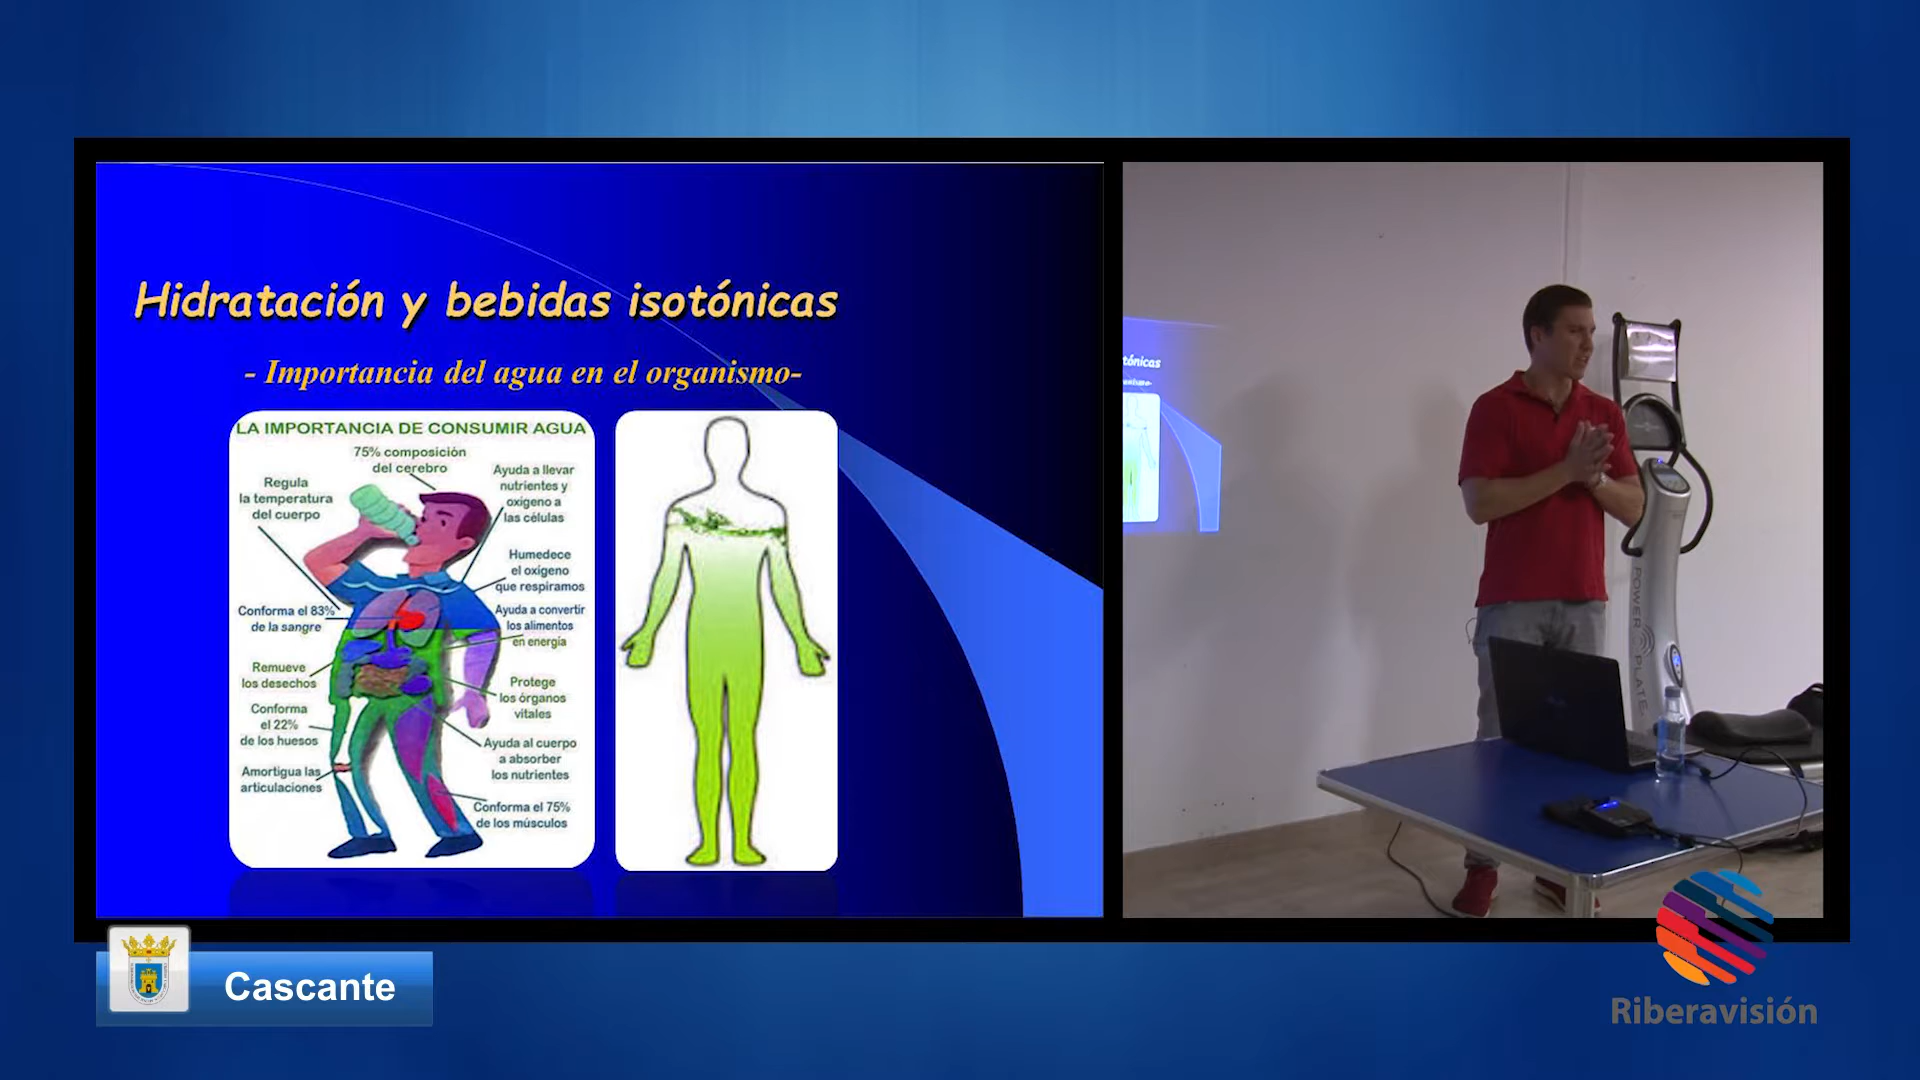 Hidratación y bebidas isotónicas
- Importancia del agua en el organismo-
LA IMPORTANCIA DE CONSUMIR AGUA
75% composición
del cerebro
Regula
la temperatura
del cuerpo
Ayuda a llevar
nutrientes y
oxígeno a
las células
Humedece
el oxígeno
que respiramos
Conforma el 83%
de la sangre
Ayuda a convertir
los alimentos
en energía
Remueve
los desechos
Protege
los órganos
vitales
Conforma
el 22%
de los huesos
Ayuda al cuerpo
a absorber
los nutrientes
Amortigua las
articulaciones
Conforma el 75%
de los músculos
tónicas
POWER PLATE
Cascante
Riberavisión